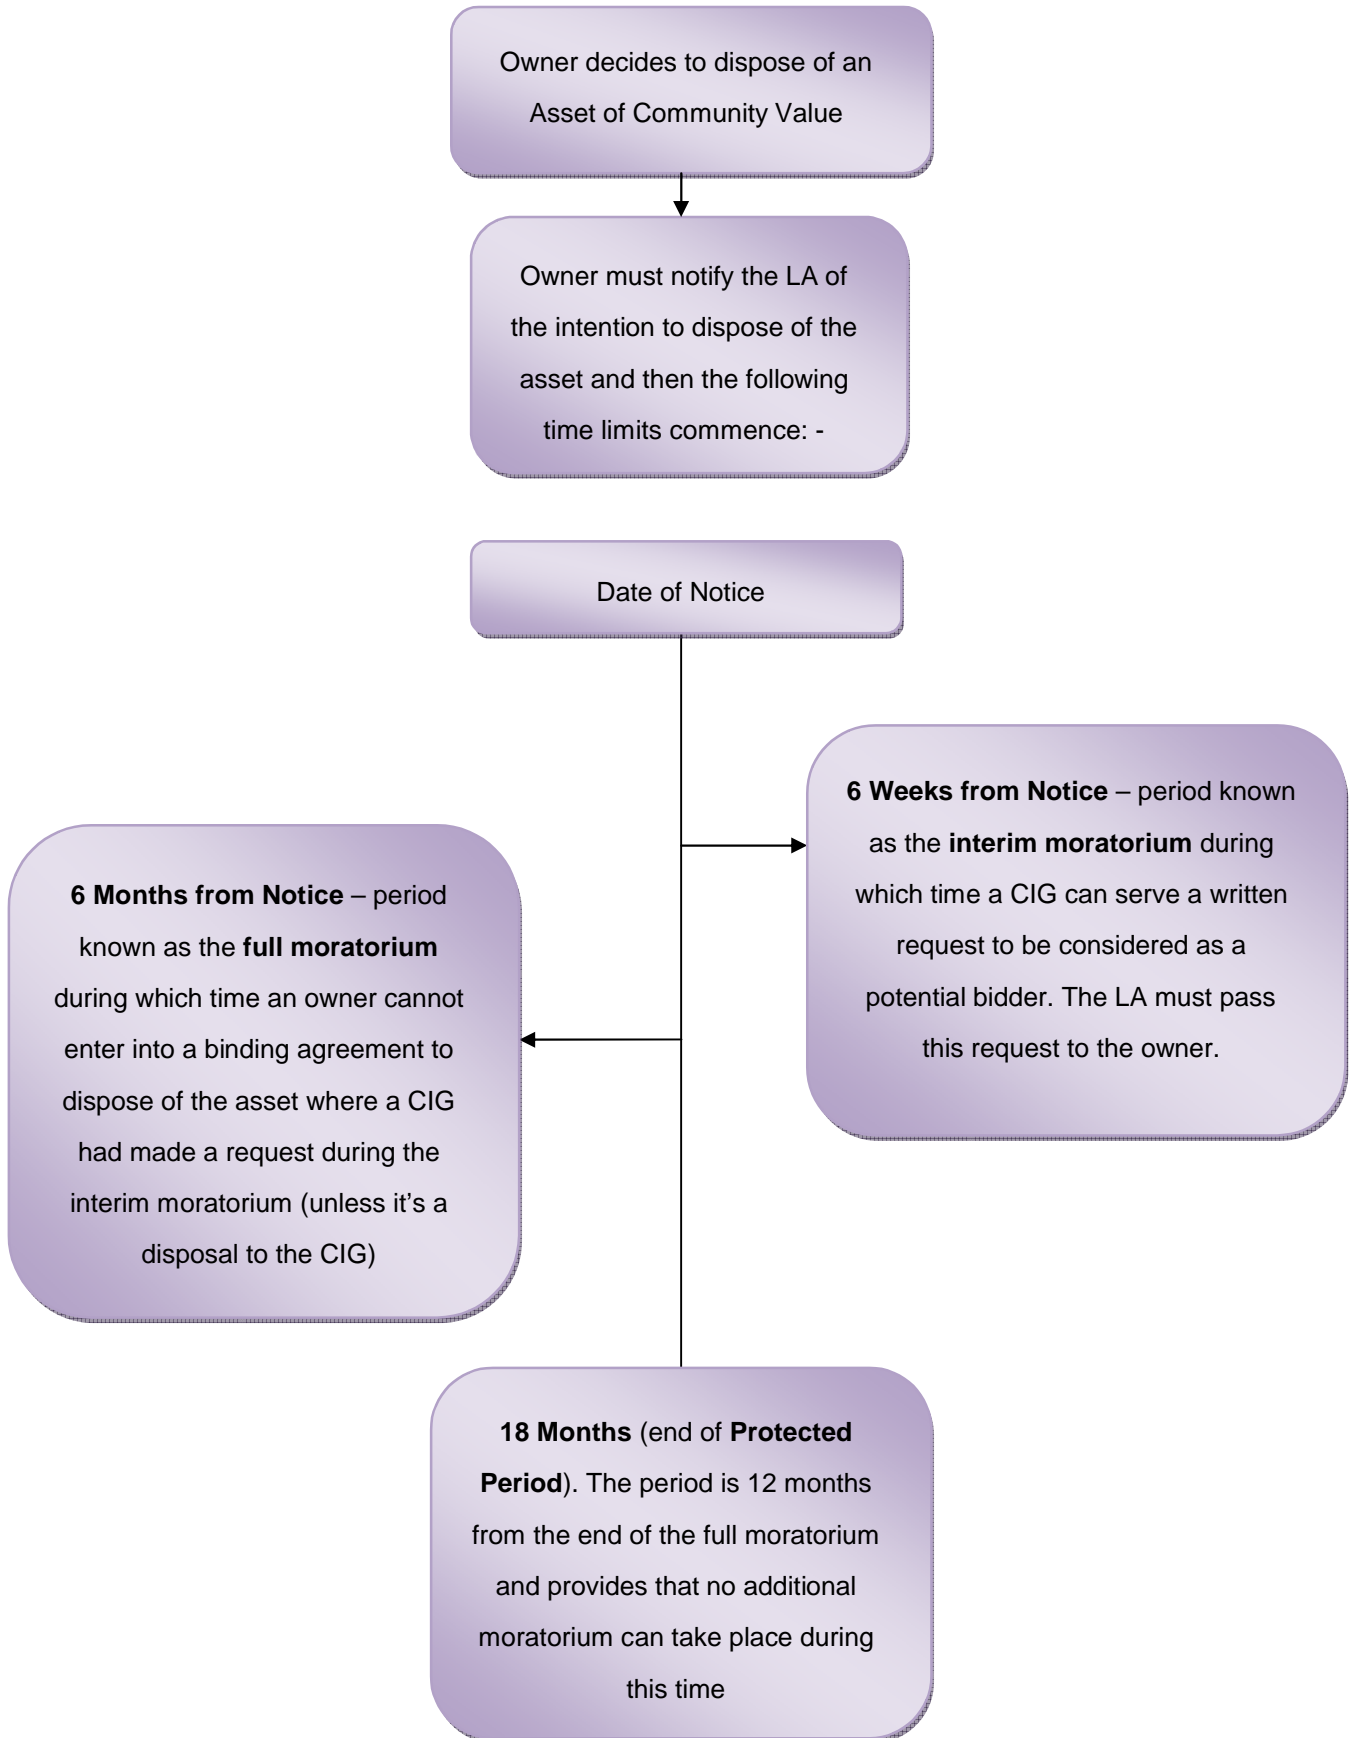 Owner decides to dispose of an
Asset of Community Value
Owner must notify the LA of
the intention to dispose of the
asset and then the following
time limits commence: -
Date of Notice
6 Weeks from Notice – period known
as the interim moratorium during
which time a CIG can serve a written
request to be considered as a
potential bidder. The LA must pass
this request to the owner.
6 Months from Notice – period
known as the full moratorium
during which time an owner cannot
enter into a binding agreement to
dispose of the asset where a CIG
had made a request during the
interim moratorium (unless it’s a
disposal to the CIG)
18 Months (end of Protected
Period). The period is 12 months
from the end of the full moratorium
and provides that no additional
moratorium can take place during
this time